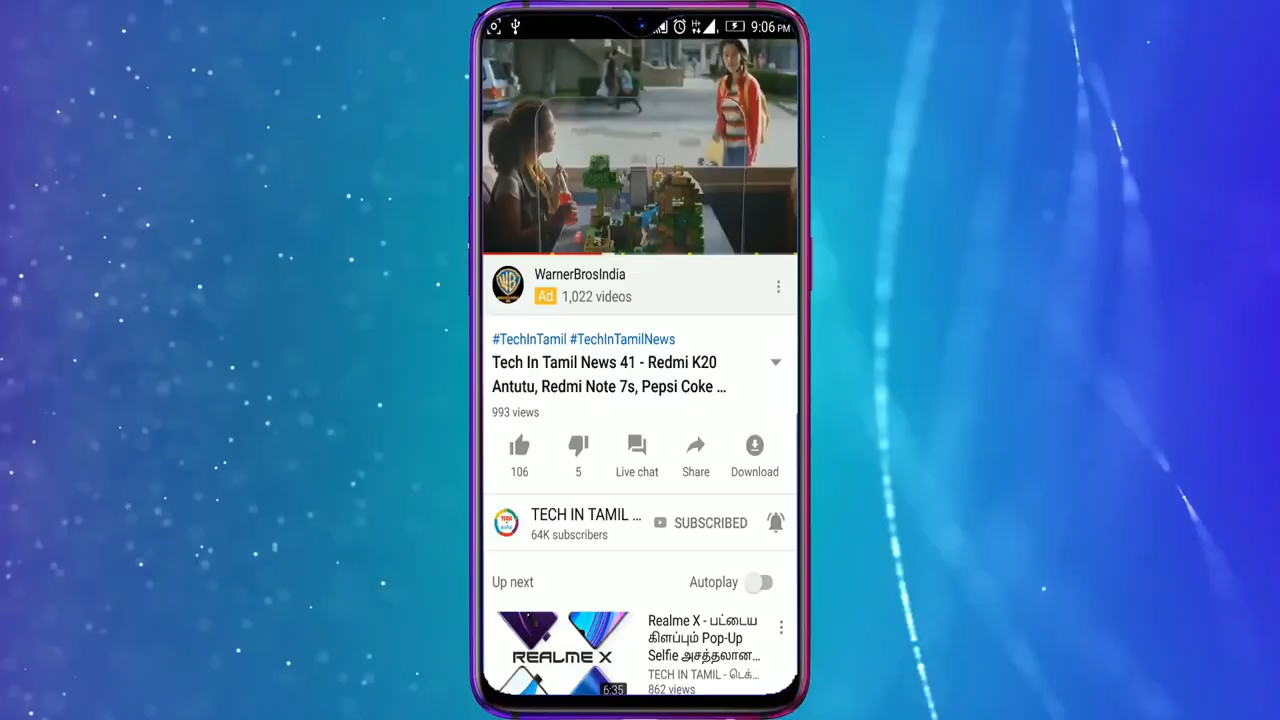 9:06 PM
WarnerBrosIndia
Ad 1,022 videos
#TechInTamil #TechInTamilNews
Tech In Tamil News 41 - Redmi K20
Antutu, Redmi Note 7s, Pepsi Coke ...
993 views
106 5 Live chat Share Download
TECH IN TAMIL ... SUBSCRIBED
64K subscribers
Up next Autoplay
Realme X - பட்டைய
கிளப்பும் Pop-Up
Selfie அசத்தலான...
TECH IN TAMIL - டெக்...
862 views
REALME X
6:35